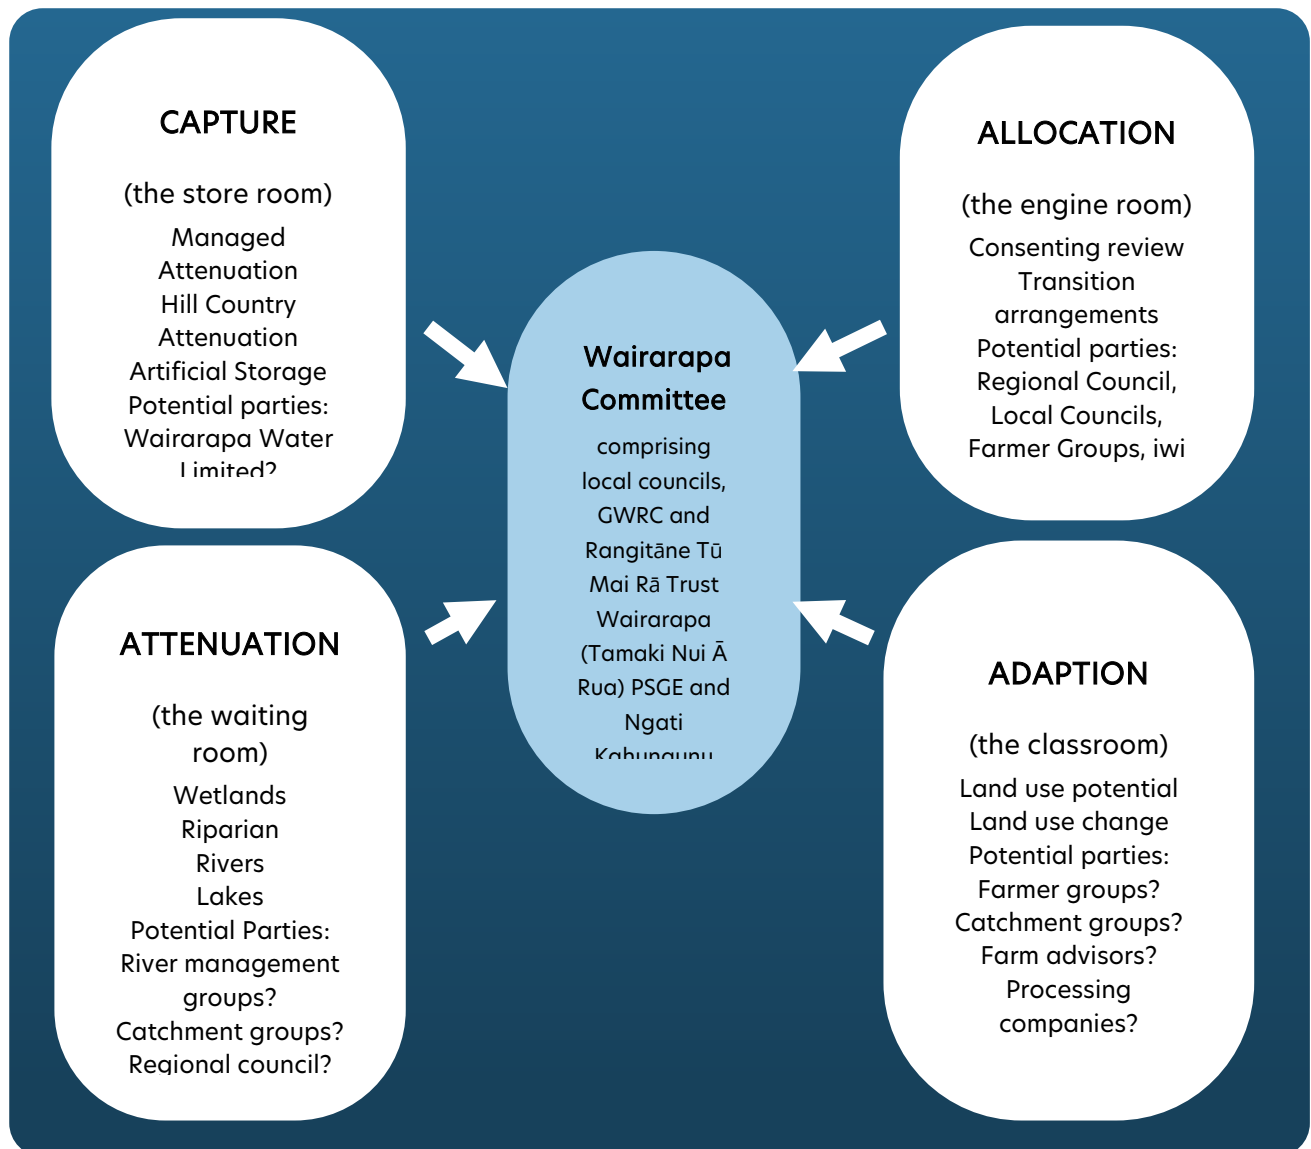 CAPTURE
(the store room)
Managed
Attenuation
Hill Country
Attenuation
Artificial Storage
Potential parties:
Wairarapa Water
Limited?
ALLOCATION
(the engine room)
Consenting review
Transition
arrangements
Potential parties:
Regional Council,
Local Councils,
Farmer Groups, iwi
Wairarapa
Committee
comprising
local councils,
GWRC and
Rangitāne Tū
Mai Rā Trust
Wairarapa
(Tamaki Nui Ā
Rua) PSGE and
Ngati
Kahungunu
ATTENUATION
(the waiting
room)
Wetlands
Riparian
Rivers
Lakes
Potential Parties:
River management
groups?
Catchment groups?
Regional council?
ADAPTION
(the classroom)
Land use potential
Land use change
Potential parties:
Farmer groups?
Catchment groups?
Farm advisors?
Processing
companies?